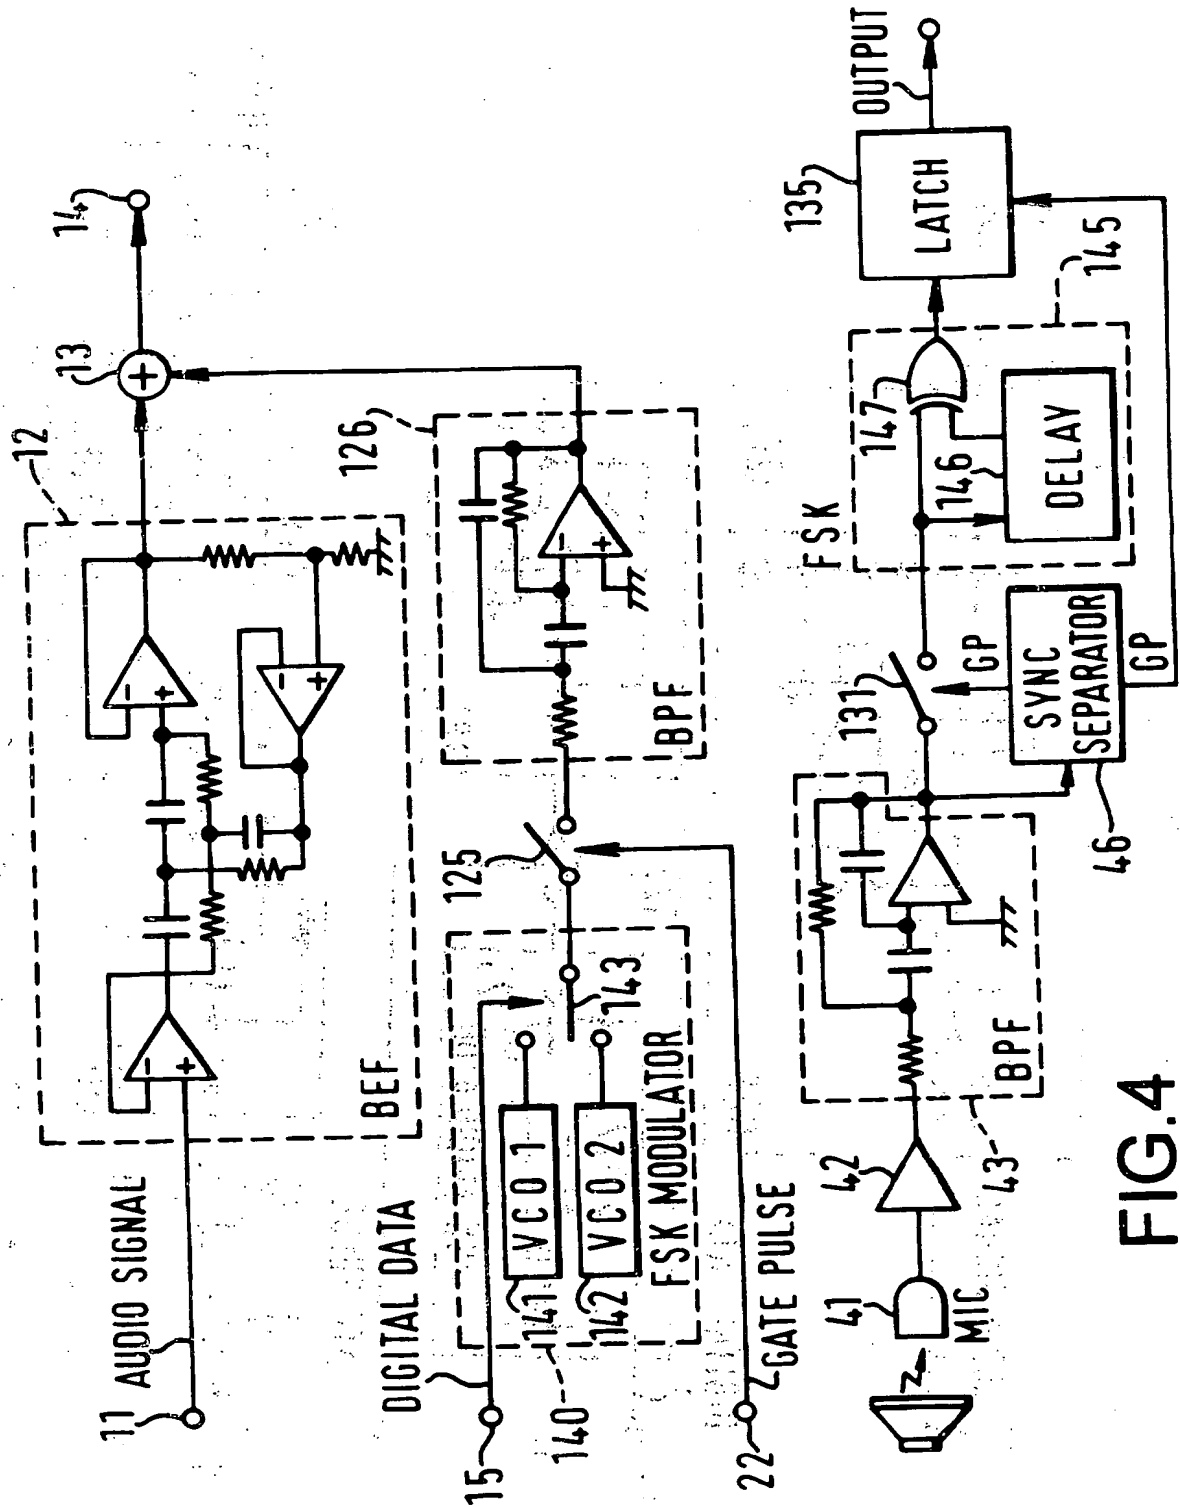 11
AUDIO SIGNAL
12
BEF
13
14
15
DIGITAL DATA
140
141
VCO 1
142
VCO 2
143
FSK MODULATOR
125
126
BPF
22
GATE PULSE
41
MIC
42
43
BPF
131
GP
SYNC
SEPARATOR
46
GP
FSK
146
DELAY
147
145
135
LATCH
OUTPUT
FIG.4